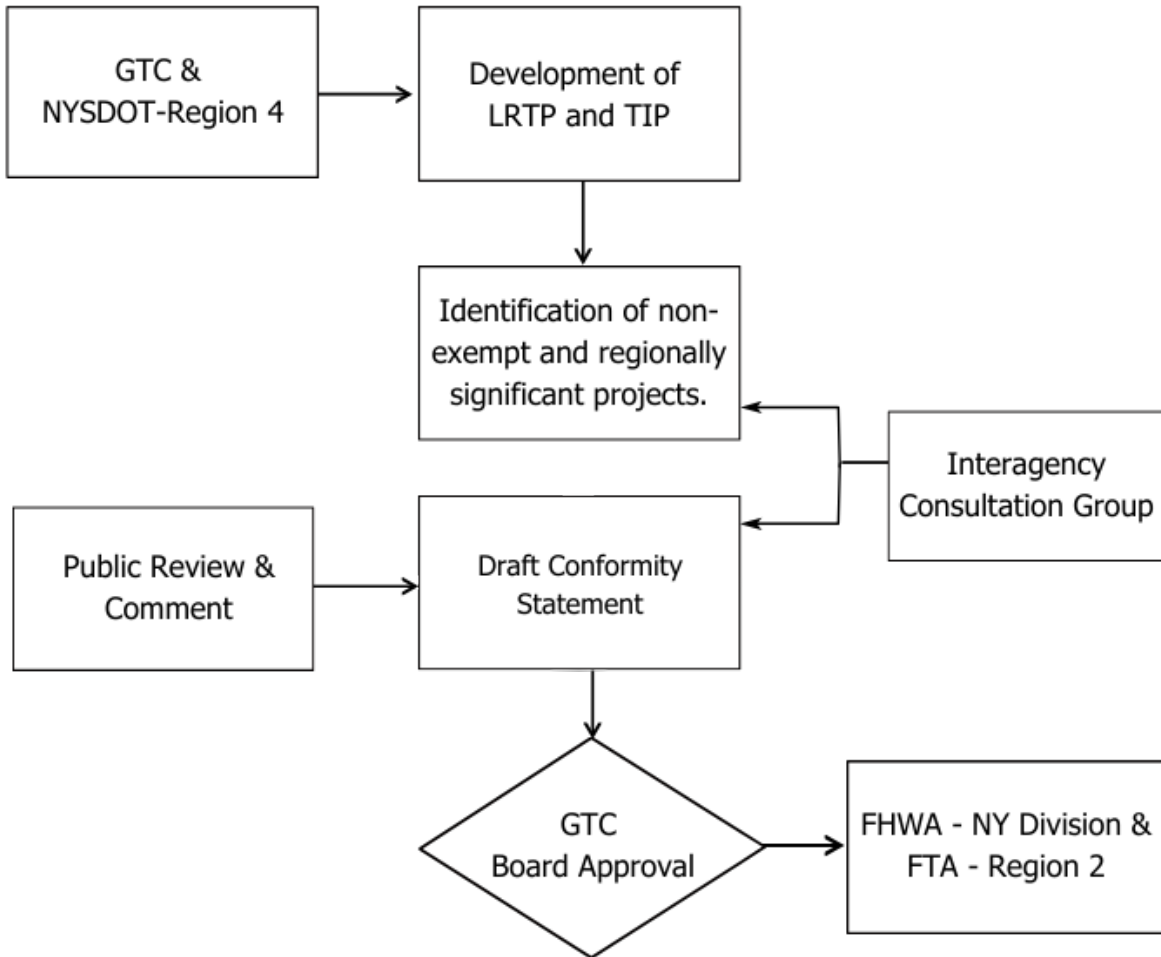 GTC &
NYSDOT-Region 4
Development of
LRTP and TIP
Identification of non-
exempt and regionally
significant projects.
Interagency
Consultation Group
Public Review &
Comment
Draft Conformity
Statement
GTC
Board Approval
FHWA - NY Division &
FTA - Region 2